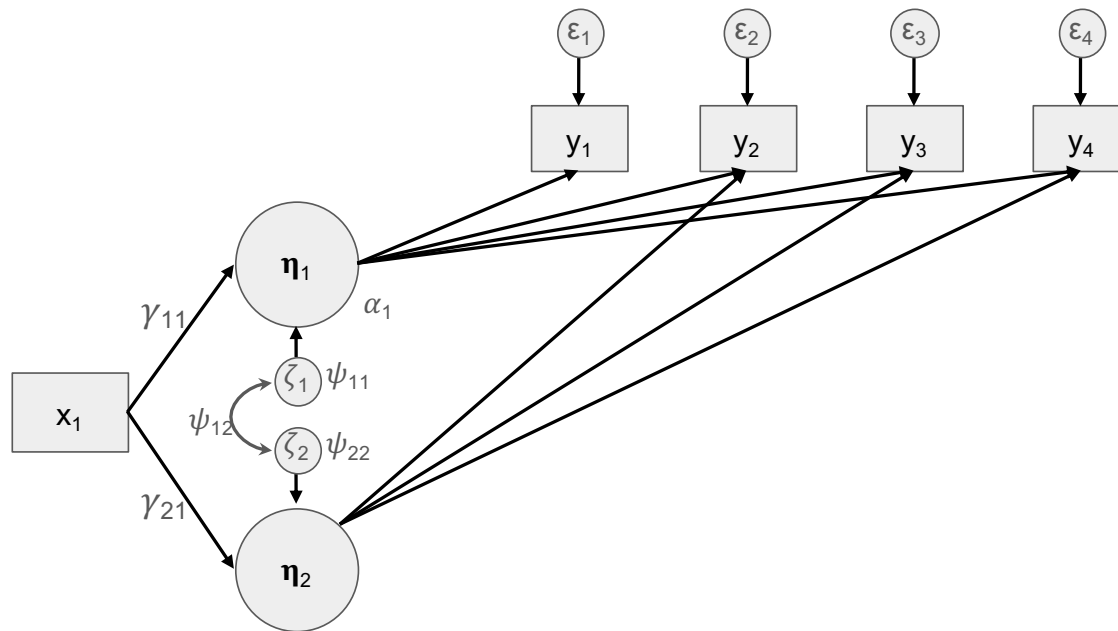 ε₁ ε₂ ε₃ ε₄
y₁ y₂ y₃ y₄
η₁
α₁
γ₁₁
ζ₁ ψ₁₁
x₁
ψ₁₂
ζ₂ ψ₂₂
γ₂₁
η₂